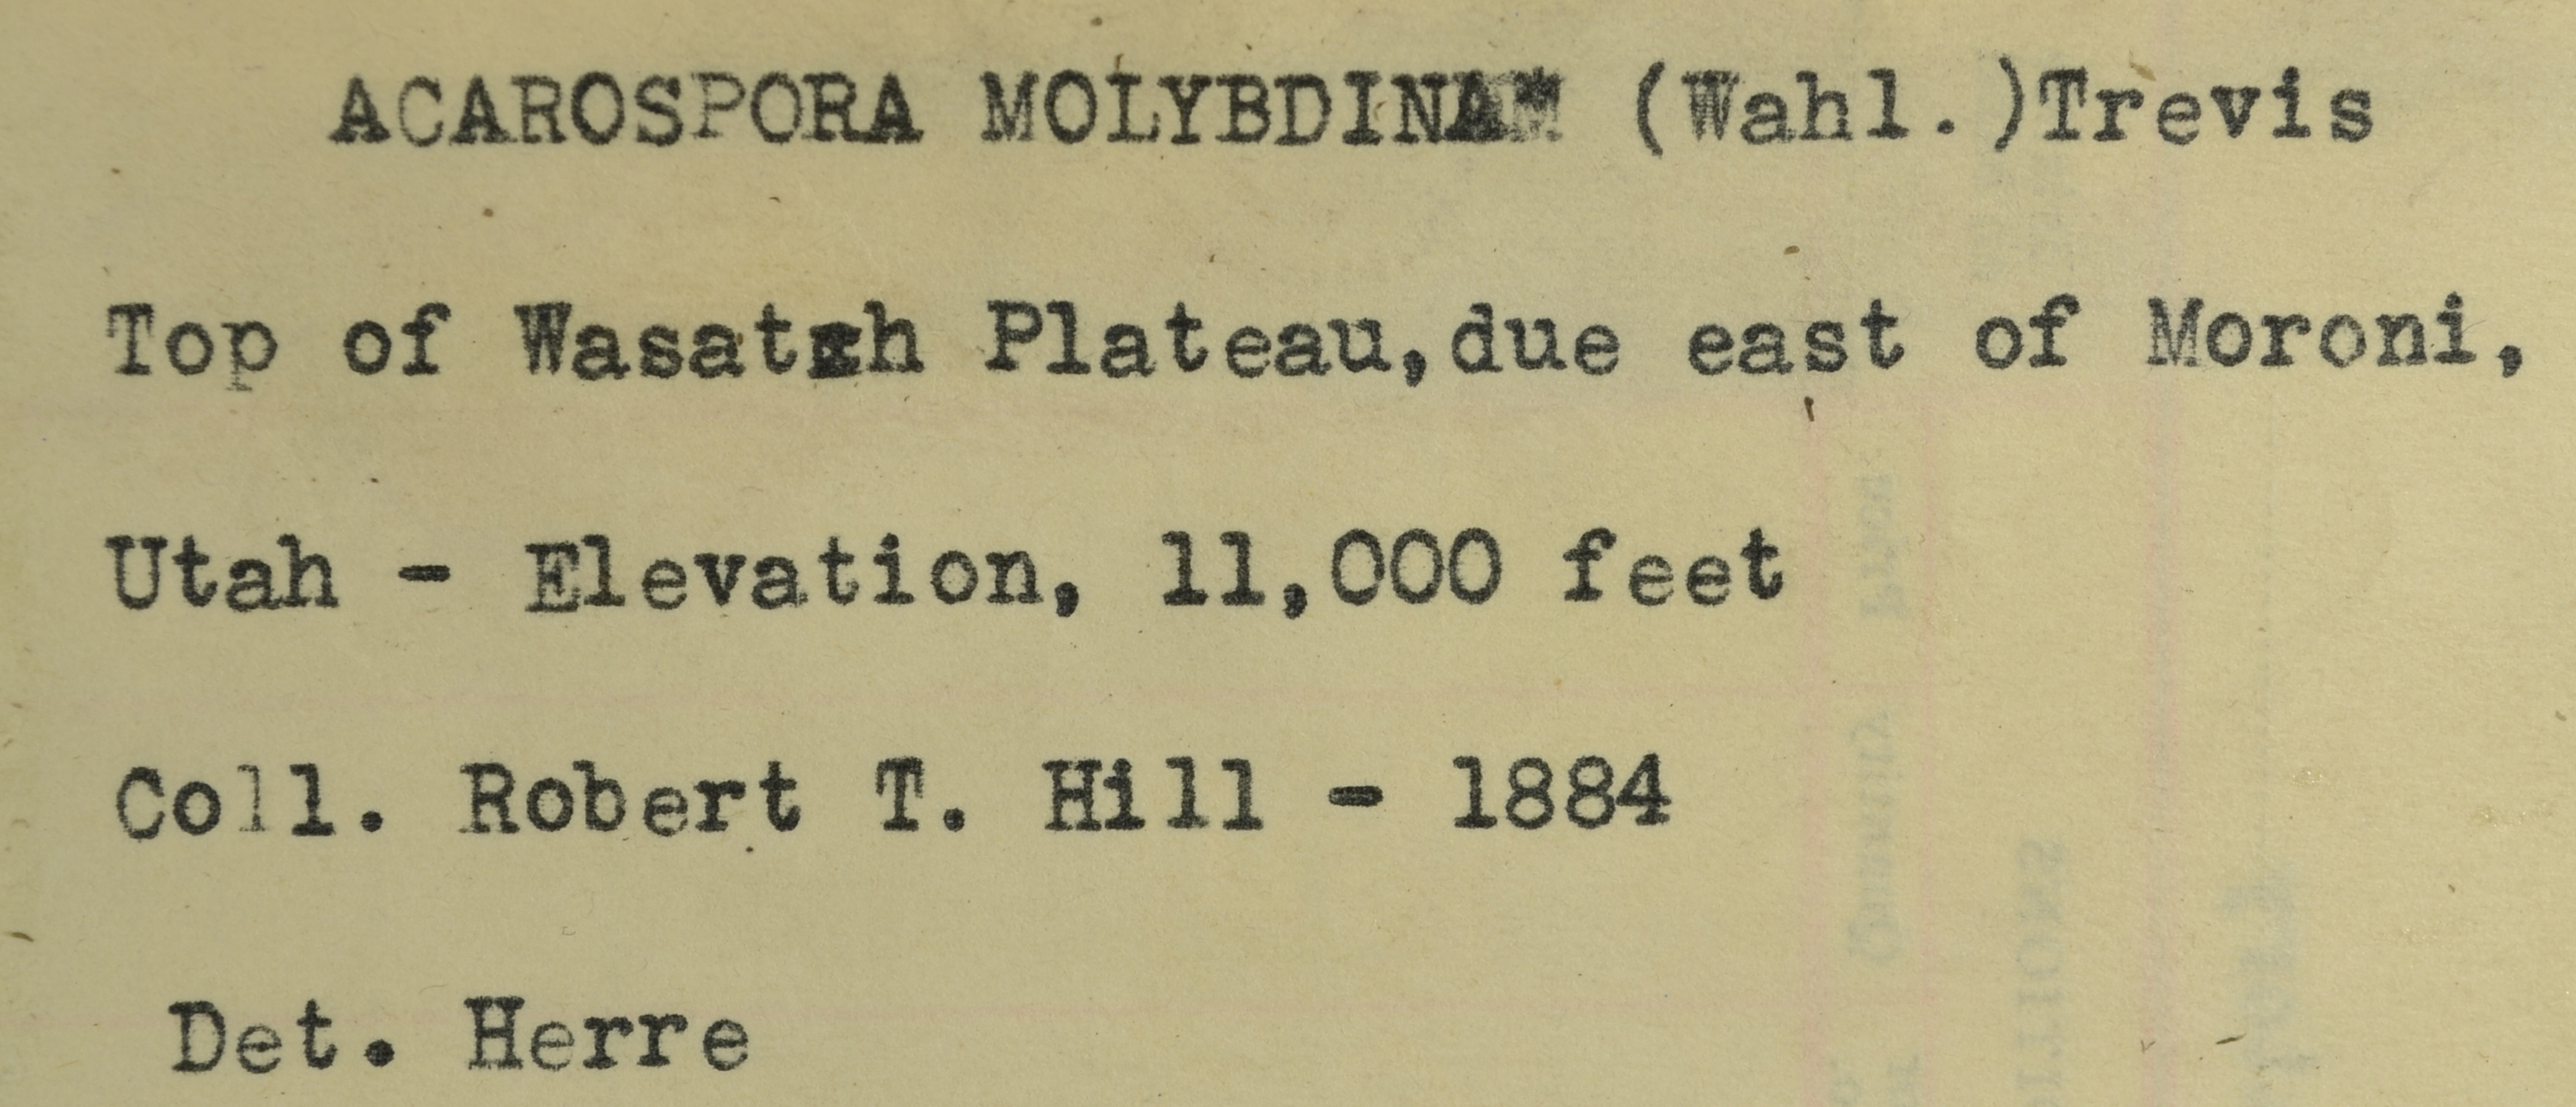 ACAROSPORA MOLYBDINA (Wahl.)Trevis
Top of Wasatch Plateau,due east of Moroni,
Utah - Elevation, 11,000 feet
Coll. Robert T. Hill - 1884
Det. Herre